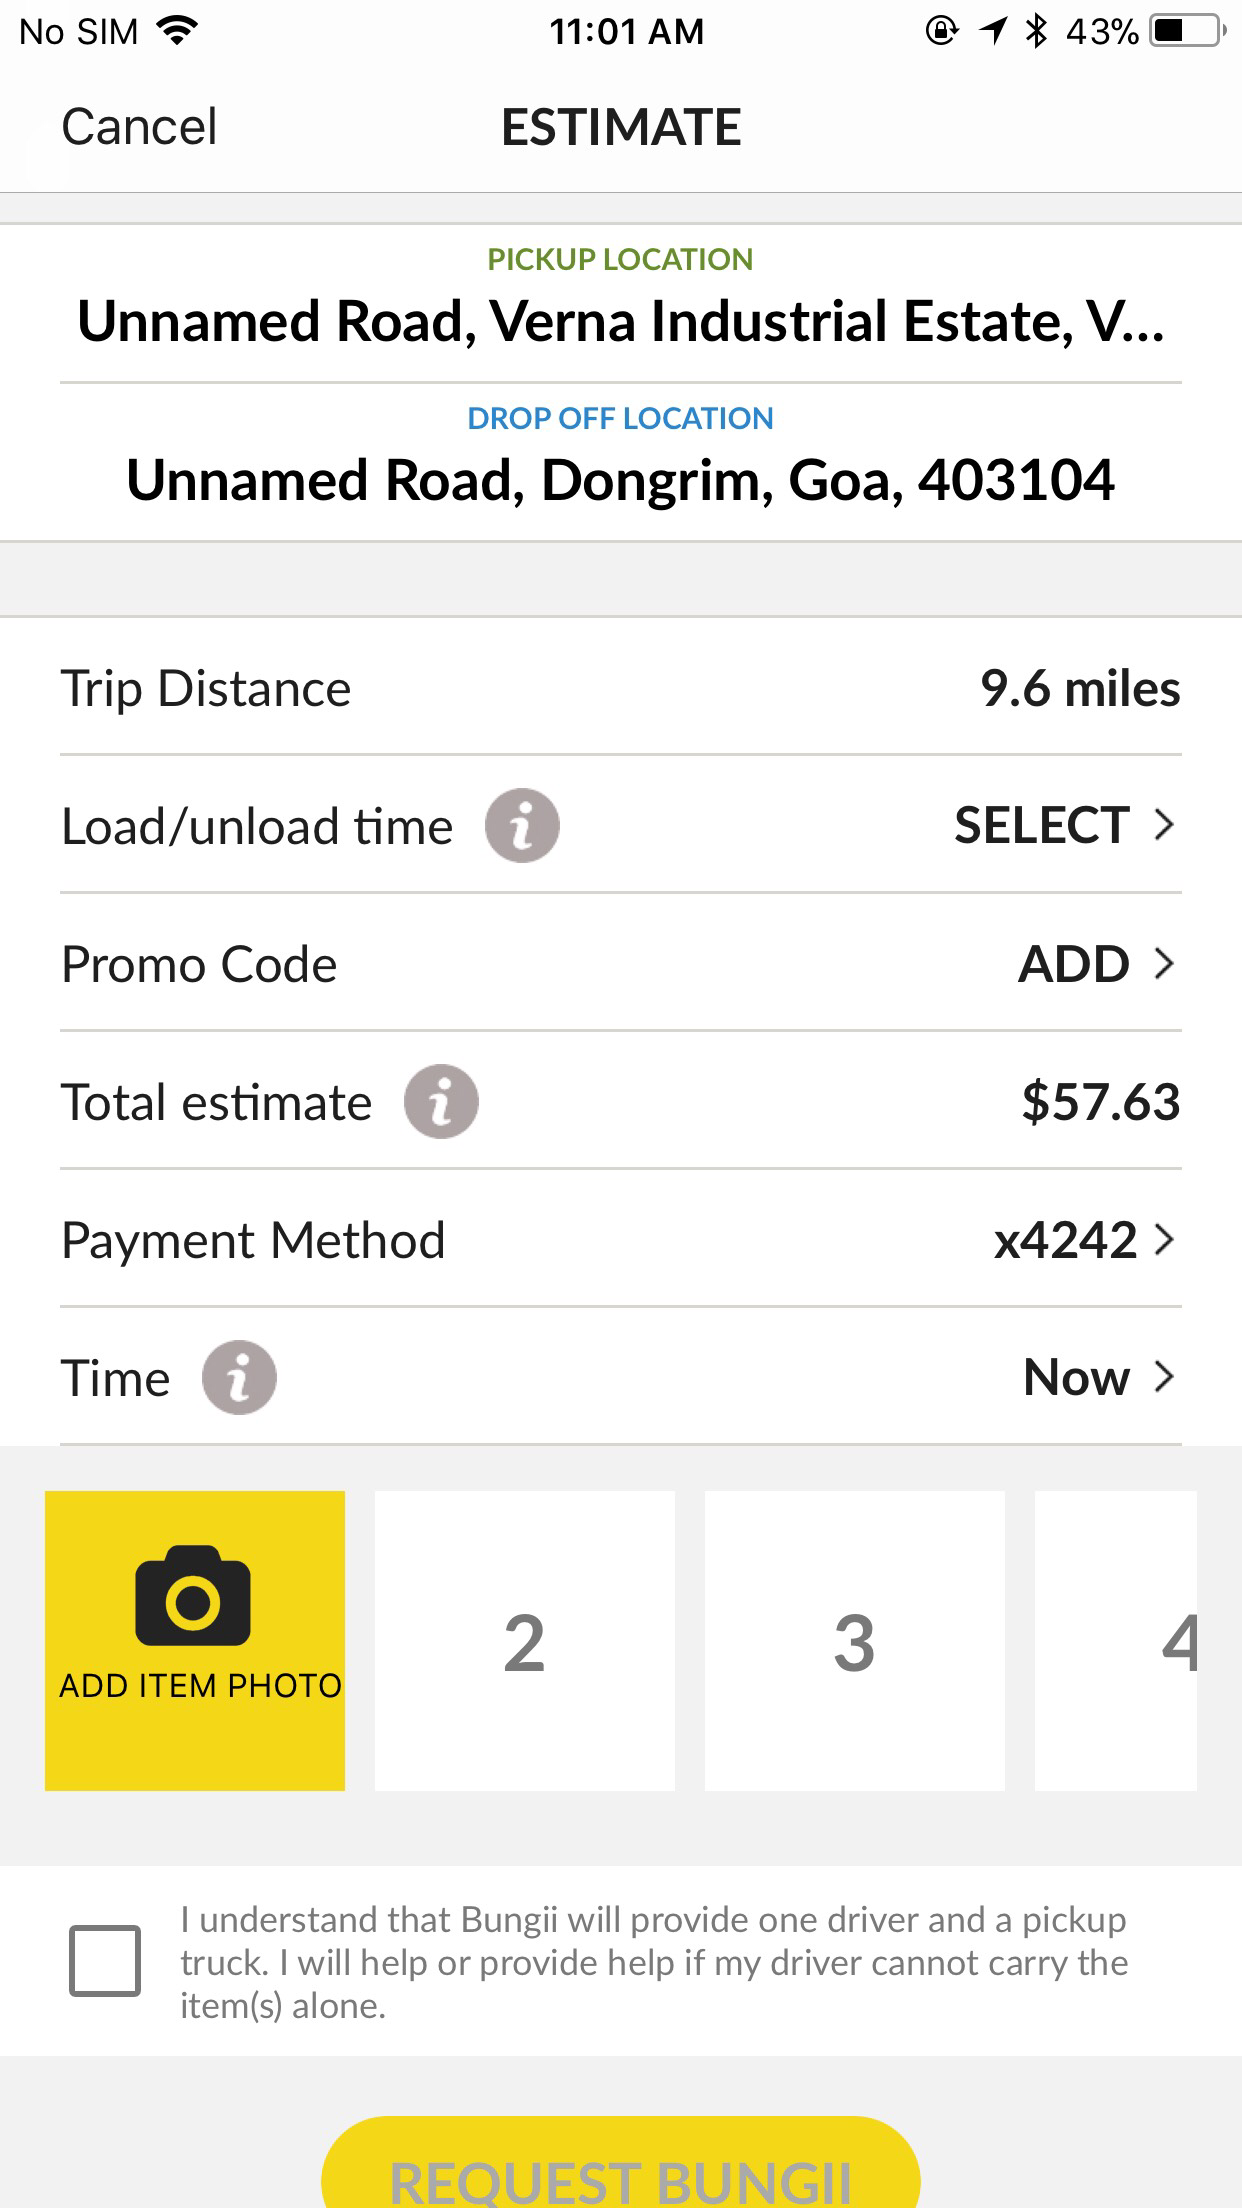 No SIM 11:01 AM 43%
Cancel ESTIMATE
PICKUP LOCATION
Unnamed Road, Verna Industrial Estate, V...
DROP OFF LOCATION
Unnamed Road, Dongrim, Goa, 403104
Trip Distance 9.6 miles
Load/unload time i SELECT >
Promo Code ADD >
Total estimate i $57.63
Payment Method x4242 >
Time i Now >
ADD ITEM PHOTO
2
3
4
I understand that Bungii will provide one driver and a pickup
truck. I will help or provide help if my driver cannot carry the
item(s) alone.
REQUEST BUNGII